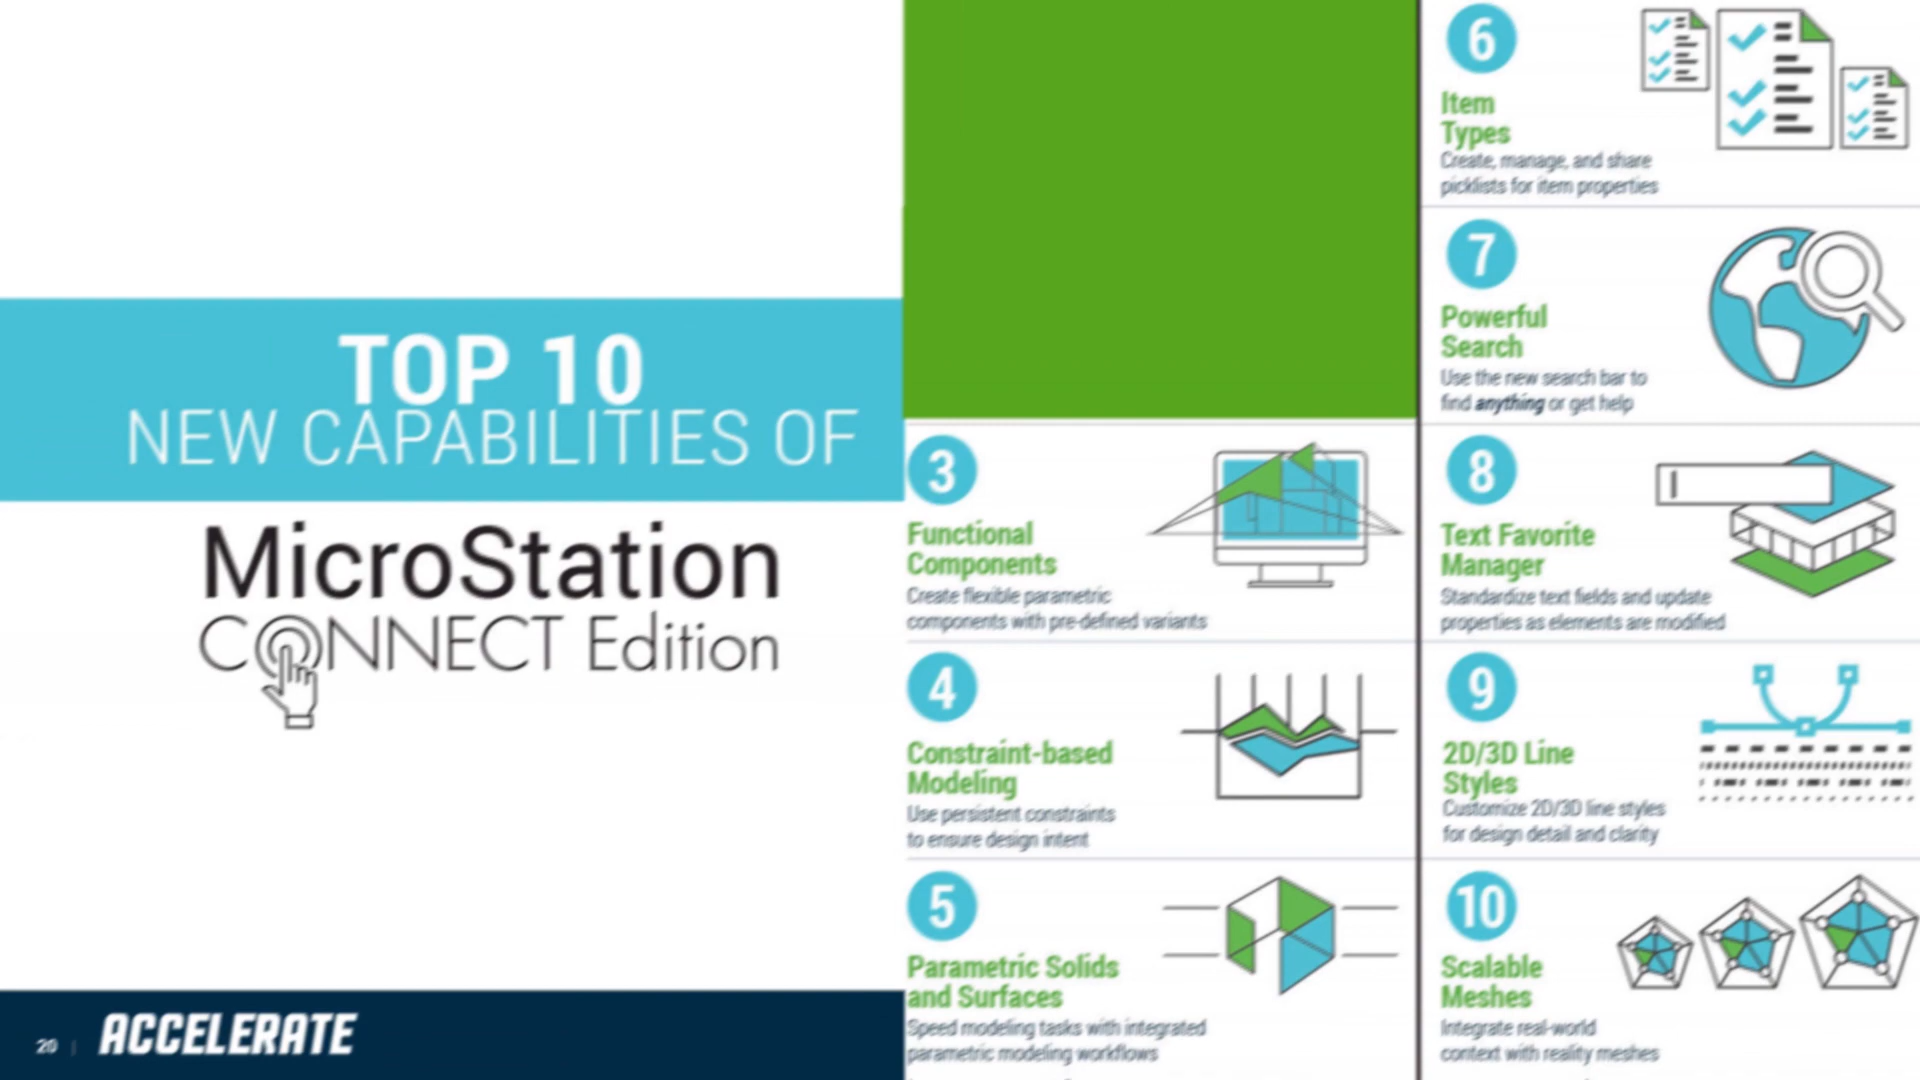 TOP 10
NEW CAPABILITIES OF
MicroStation
CONNECT Edition
20 | ACCELERATE
3
Functional
Components
Create flexible parametric
components with pre-defined variants
4
Constraint-based
Modeling
Use persistent constraints
to ensure design intent
5
Parametric Solids
and Surfaces
Speed modeling tasks with integrated
parametric modeling workflows
6
Item
Types
Create, manage, and share
picklists for item properties
7
Powerful
Search
Use the new search bar to
find anything or get help
8
Text Favorite
Manager
Standardize text fields and update
properties as elements are modified
9
2D/3D Line
Styles
Customize 2D/3D line styles
for design detail and clarity
10
Scalable
Meshes
Integrate real-world
context with reality meshes